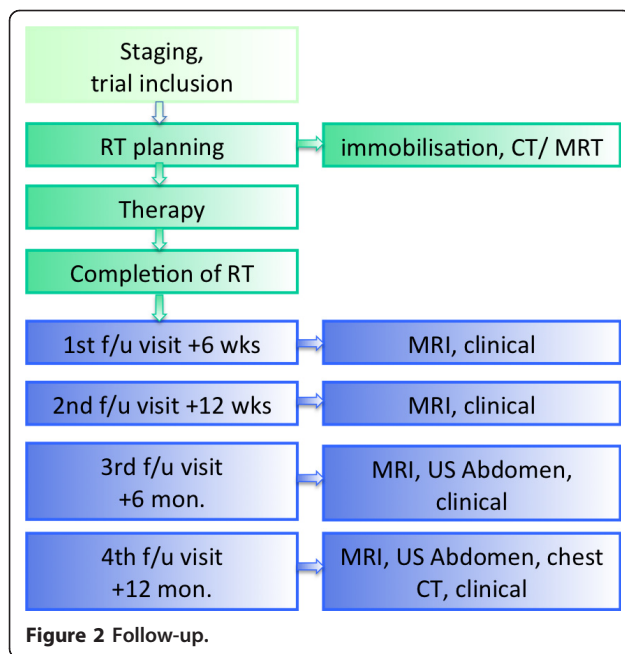 Staging,
trial inclusion
RT planning
immobilisation, CT/ MRT
Therapy
Completion of RT
1st f/u visit +6 wks
MRI, clinical
2nd f/u visit +12 wks
MRI, clinical
3rd f/u visit
+6 mon.
MRI, US Abdomen,
clinical
4th f/u visit
+12 mon.
MRI, US Abdomen, chest
CT, clinical
Figure 2 Follow-up.